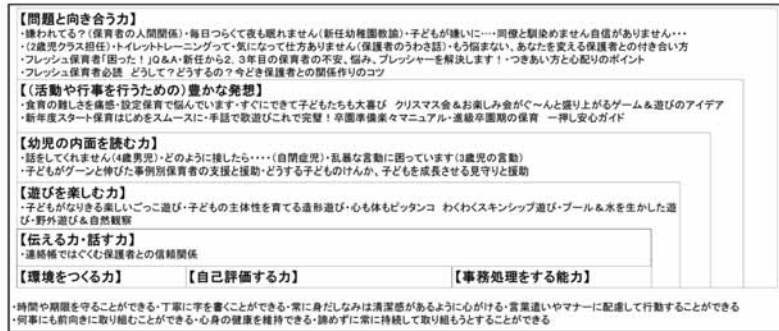 【問題と向き合う力】
・嫌われてる?(保育者の人間関係)・毎日つらくて夜も眠れません(新任幼稚園教諭)・子どもが嫌いに…・同僚と馴染めません自信がありません・・・
・(2歳児クラス担任)・トイレットトレーニングって・気になって仕方ありません(保護者のうわさ話)・もう悩まない、あなたを変える保護者との付き合い方
・フレッシュ保育者「困った!」Q&A・新任から2.3年目の保育者の不安、悩み、プレッシャーを解決します!・つきあい方と心配りのポイント
・フレッシュ保育者必読 どうして?どうするの?今どき保護者との関係作りのコツ
【(活動や行事を行うための)豊かな発想】
・食育の難しさを痛感・設定保育で悩んでいます・すぐにできて子どもたちも大喜び クリスマス会&お楽しみ会がぐ~んと盛り上がるゲーム&遊びのアイデア
・新年度スタート保育はじめをスムースに・手話で歌遊びこれで完璧!卒園準備楽々マニュアル・進級卒園期の保育 一押し安心ガイド
【幼児の内面を読む力】
・話をしてくれません(4歳男児)・どのように接したら・・・・(自閉症児)・乱暴な言動に困っています(3歳児の言動)
・子どもがグーンと伸びた事例別保育者の支援と援助・どうする子どものけんか、子どもを成長させる見守りと援助
【遊びを楽しむ力】
・子どもがなりきる楽しいごっこ遊び・子どもの主体性を育てる造形遊び・心も体もピッタンコ わくわくスキンシップ遊び・プール&水を生かした遊
び・野外遊び&自然観察
【伝える力・話す力】
・連絡帳ではぐくむ保護者との信頼関係
【環境をつくる力】 【自己評価する力】 【事務処理をする能力】
・時間や期限を守ることができる・丁寧に字を書くことができる・常に身だしなみは清潔感があるように心がける・言葉遣いやマナーに配慮して行動することができる
・何事にも前向きに取り組むことができる・心身の健康を維持できる・諦めずに常に持続して取り組もうとすることができる